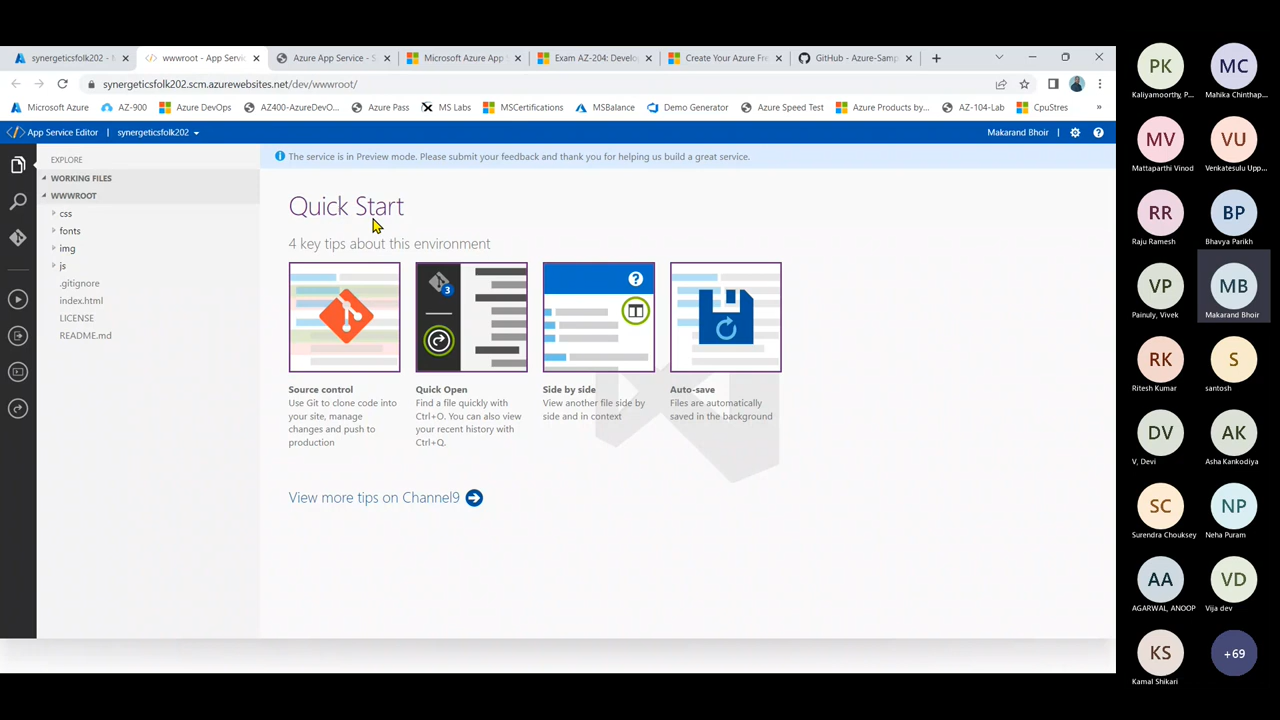 synergeticsfolk202 - M
wwwroot - App Servic
Azure App Service - S
Microsoft Azure App
Exam AZ-204: Develo
Create Your Azure Fre
GitHub - Azure-Samp
synergeticsfolk202.scm.azurewebsites.net/dev/wwwroot/
Microsoft Azure
AZ-900
Azure DevOps
AZ400-AzureDevO...
Azure Pass
MS Labs
MSCertifications
MSBalance
Demo Generator
Azure Speed Test
Azure Products by...
AZ-104-Lab
CpuStres
»
App Service Editor
synergeticsfolk202
Makarand Bhoir
EXPLORE
WORKING FILES
WWWROOT
css
fonts
img
js
.gitignore
index.html
LICENSE
README.md
The service is in Preview mode. Please submit your feedback and thank you for helping us build a great service.
Quick Start
4 key tips about this environment
3
?
Source control
Use Git to clone code into
your site, manage
changes and push to
production
Quick Open
Find a file quickly with
Ctrl+O. You can also view
your recent history with
Ctrl+Q.
Side by side
View another file side by
side and in context
Auto-save
Files are automatically
saved in the background
View more tips on Channel9
PK
Kaliyamoorthy, P...
MC
Mahika Chinthap...
MV
Mattaparthi Vinod
VU
Venkatesulu Upp...
RR
Raju Ramesh
BP
Bhavya Parikh
VP
Painuly, Vivek
MB
Makarand Bhoir
RK
Ritesh Kumar
S
santosh
DV
V, Devi
AK
Asha Kankodiya
SC
Surendra Chouksey
NP
Neha Puram
AA
AGARWAL, ANOOP
VD
Vija dev
KS
Kamal Shikari
+69